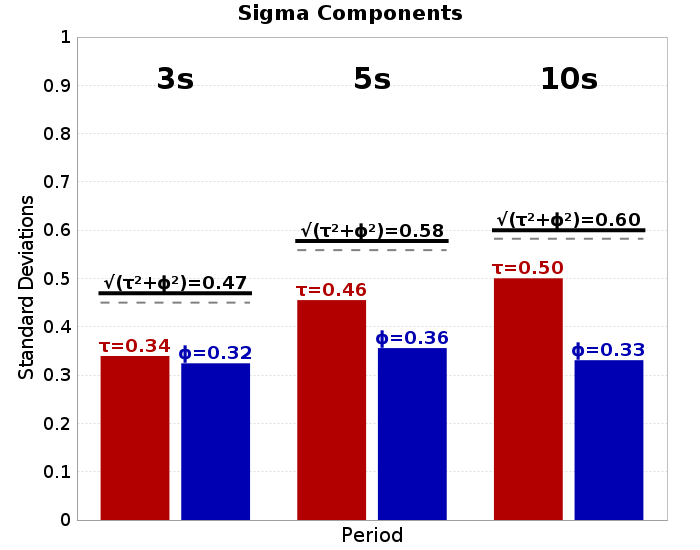 Sigma Components
Standard Deviations
1
0.9
0.8
0.7
0.6
0.5
0.4
0.3
0.2
0.1
0
3s
5s
10s
√(τ²+ϕ²)=0.47
√(τ²+ϕ²)=0.58
√(τ²+ϕ²)=0.60
τ=0.34
ϕ=0.32
τ=0.46
ϕ=0.36
τ=0.50
ϕ=0.33
Period